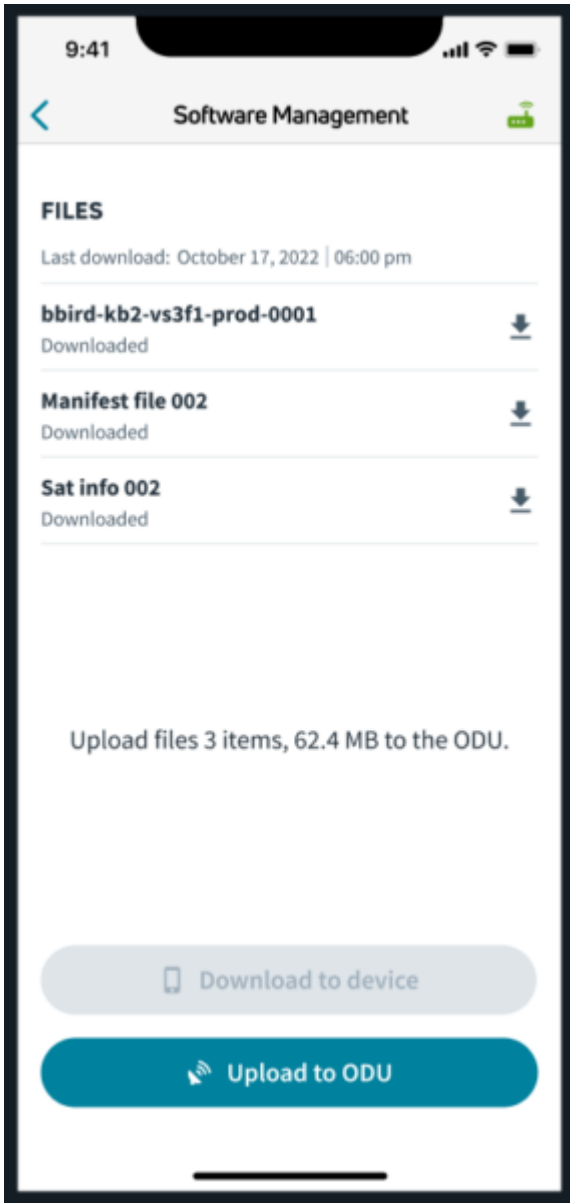 9:41
Software Management
FILES
Last download: October 17, 2022 | 06:00 pm
bbird-kb2-vs3f1-prod-0001
Downloaded
Manifest file 002
Downloaded
Sat info 002
Downloaded
Upload files 3 items, 62.4 MB to the ODU.
Download to device
Upload to ODU